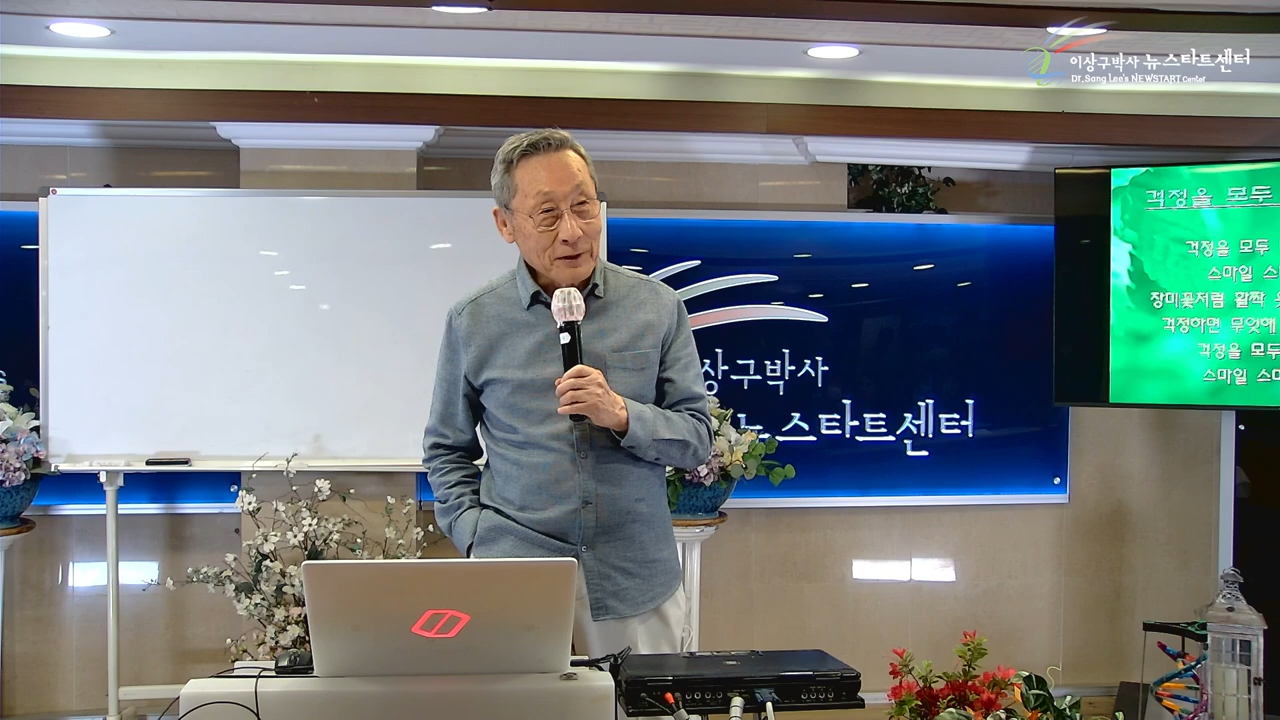 이상구박사 뉴스타트센터
Dr. Sang Lee's NEWSTART Center
걱정을 모두
걱정을 모두
스마일 스
장미꽃처럼 활짝
걱정하면 무엇에
걱정을 모두
스마일 스마
상구박사
뉴스타트센터